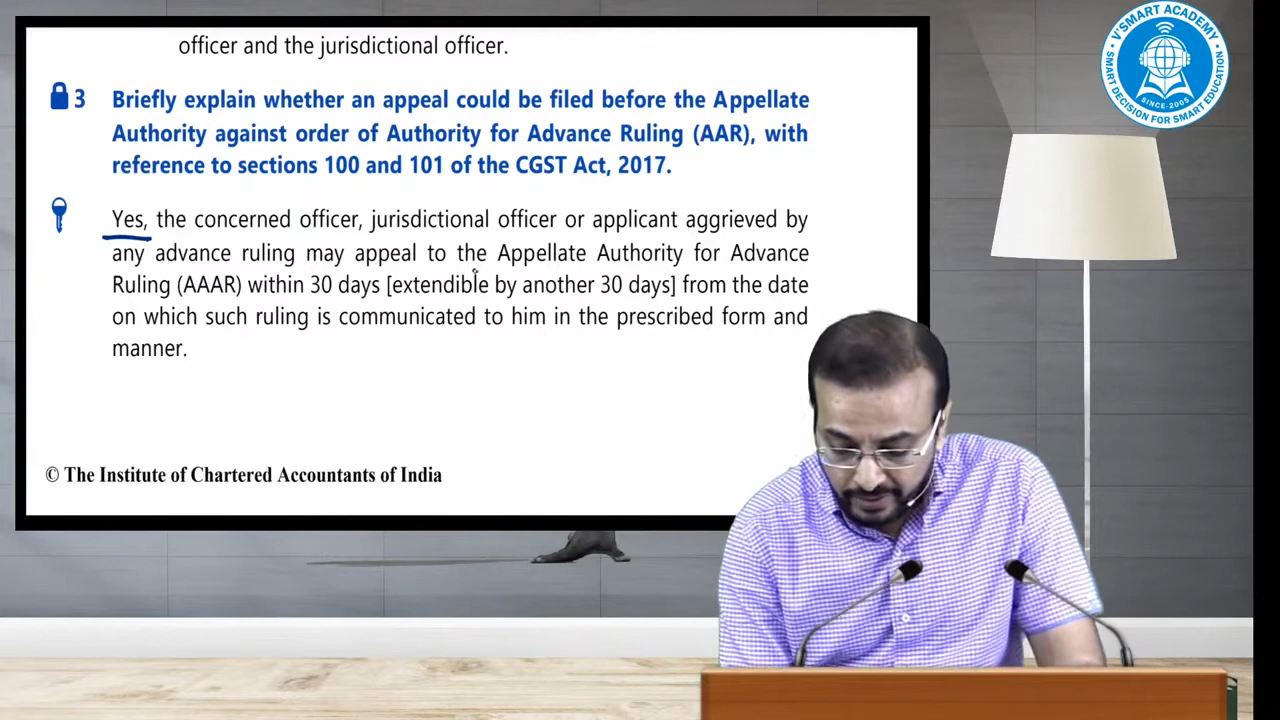 officer and the jurisdictional officer.
3 Briefly explain whether an appeal could be filed before the Appellate
Authority against order of Authority for Advance Ruling (AAR), with
reference to sections 100 and 101 of the CGST Act, 2017.
Yes, the concerned officer, jurisdictional officer or applicant aggrieved by
any advance ruling may appeal to the Appellate Authority for Advance
Ruling (AAAR) within 30 days [extendible by another 30 days] from the date
on which such ruling is communicated to him in the prescribed form and
manner.
© The Institute of Chartered Accountants of India
V'SMART ACADEMY
SINCE-2005
SMART DECISION FOR SMART EDUCATION